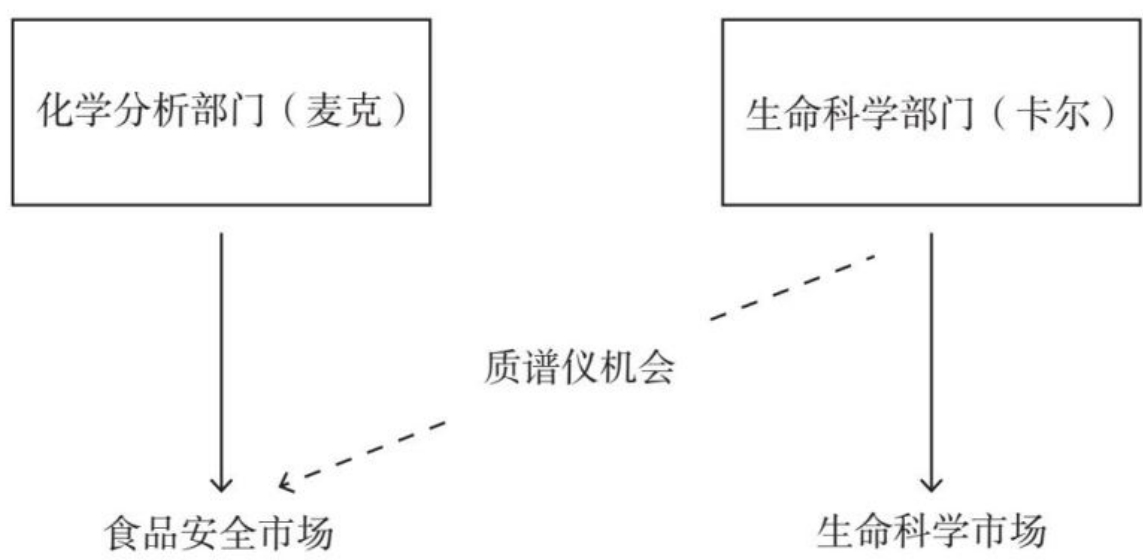 化学分析部门（麦克）
生命科学部门（卡尔）
质谱仪机会
食品安全市场
生命科学市场